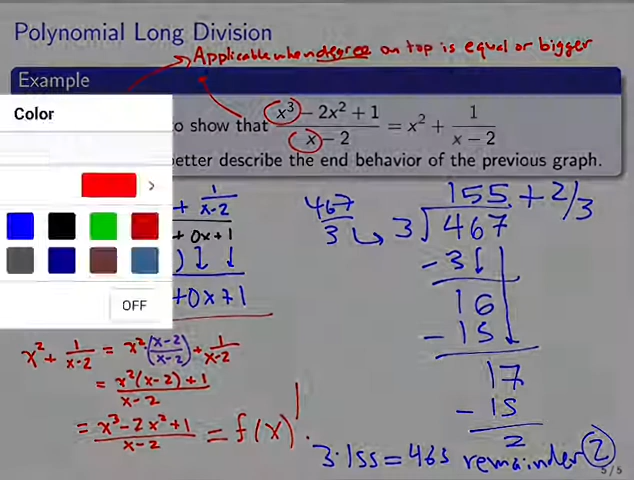 Polynomial Long Division
Applicable when degree on top is equal or bigger
Example
to show that x³ − 2x² + 1 / x − 2 = x² + 1 / x − 2
better describe the end behavior of the previous graph.
Color
OFF
+ 1/x-2
+ 0x+1
) ↓ ↓
+0x+1
x² + 1/x-2 = x²·(x-2)/(x-2) + 1/x-2
= x²(x-2)+1 / x-2
= x³-2x²+1 / x-2 = f(x)!
467/3
155 + 2/3
3 467
-3↓
16
-15
17
-15
2
3·155=465 remainder 2
5/5